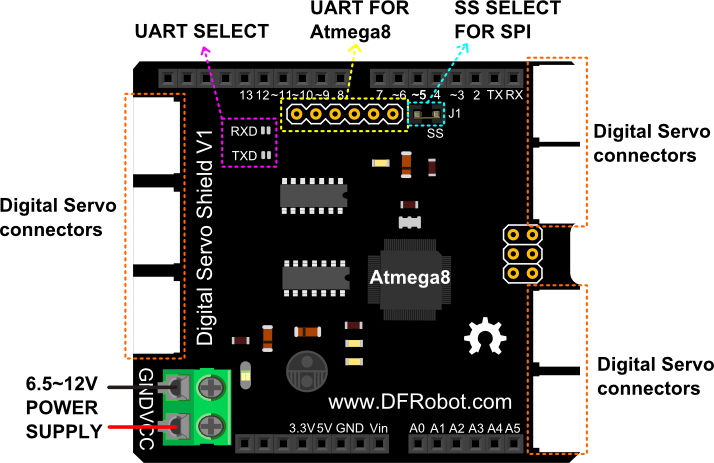 UART SELECT
UART FOR
Atmega8
SS SELECT
FOR SPI
13 12 ~11 ~10 ~9 8 7 ~6 ~5 4 ~3 2 TX RX
RXD
TXD
J1
SS
Digital Servo
connectors
Digital Servo
connectors
Digital Servo Shield V1
Atmega8
Digital Servo
connectors
6.5~12V
POWER
SUPPLY
GND
VCC
www.DFRobot.com
3.3V 5V GND Vin A0 A1 A2 A3 A4 A5